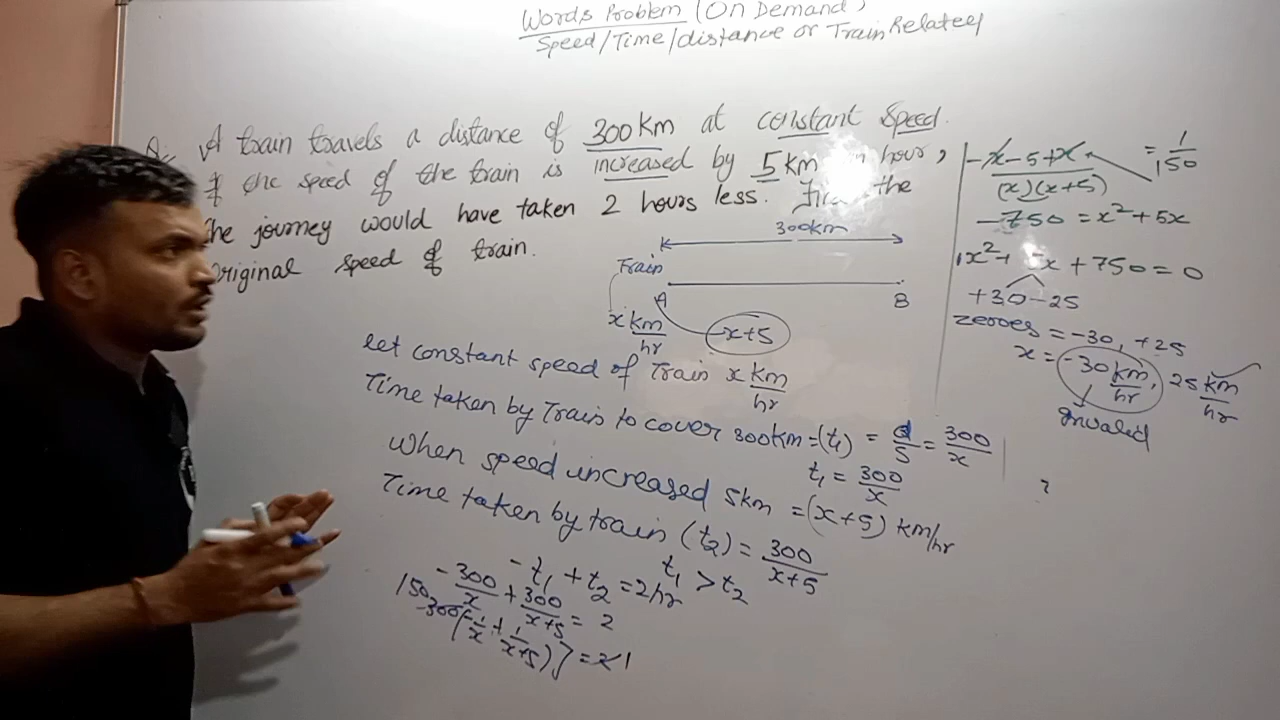 Words Problem (On Demand)
Speed/Time/distance or Train Related
Q: A train travels a distance of 300 Km at constant Speed.
If the speed of the train is increased by 5 km hour,
the journey would have taken 2 hours less. Find the
original speed of train.
300km
Train
A
B
x km/hr
x+5
let constant speed of Train x km/hr
Time taken by Train to cover 300km = (t₁) = d/S = 300/x
t₁ = 300/x
When speed increased 5km = (x+5) km/hr
Time taken by train (t₂) = 300/x+5
t₁ > t₂
-t₁ + t₂ = 2hr
-300/x + 300/x+5 = 2
150 -300[-1/x + 1/x+5)] = 2 1
-x-5+x/(x)(x+5) = 1/150
-750 = x²+5x
1x²+ 5x+750=0
+30-25
zeroes = -30, +25
x = -30 km/hr, 25 km/hr
Invalied
?